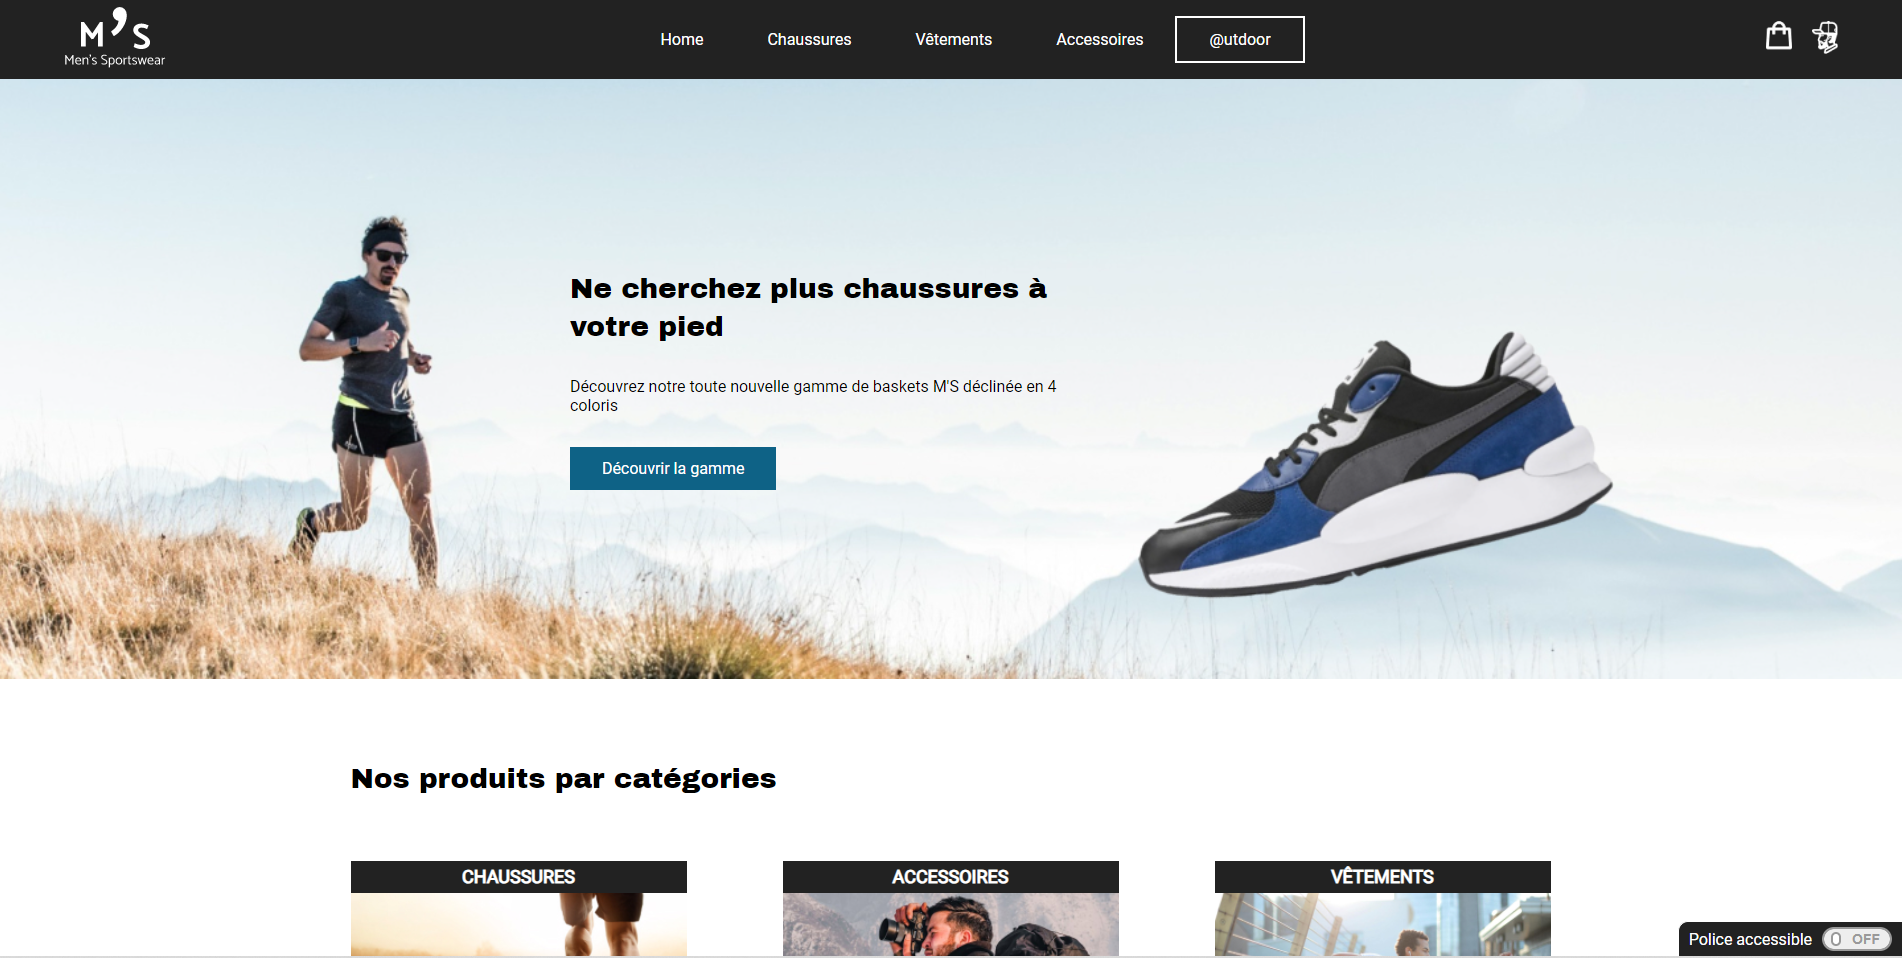 M'S
Men's Sportswear
Home
Chaussures
Vêtements
Accessoires
@utdoor
Ne cherchez plus chaussures à
votre pied
Découvrez notre toute nouvelle gamme de baskets M'S déclinée en 4
coloris
Découvrir la gamme
Nos produits par catégories
CHAUSSURES
ACCESSOIRES
VÊTEMENTS
Police accessible
OFF